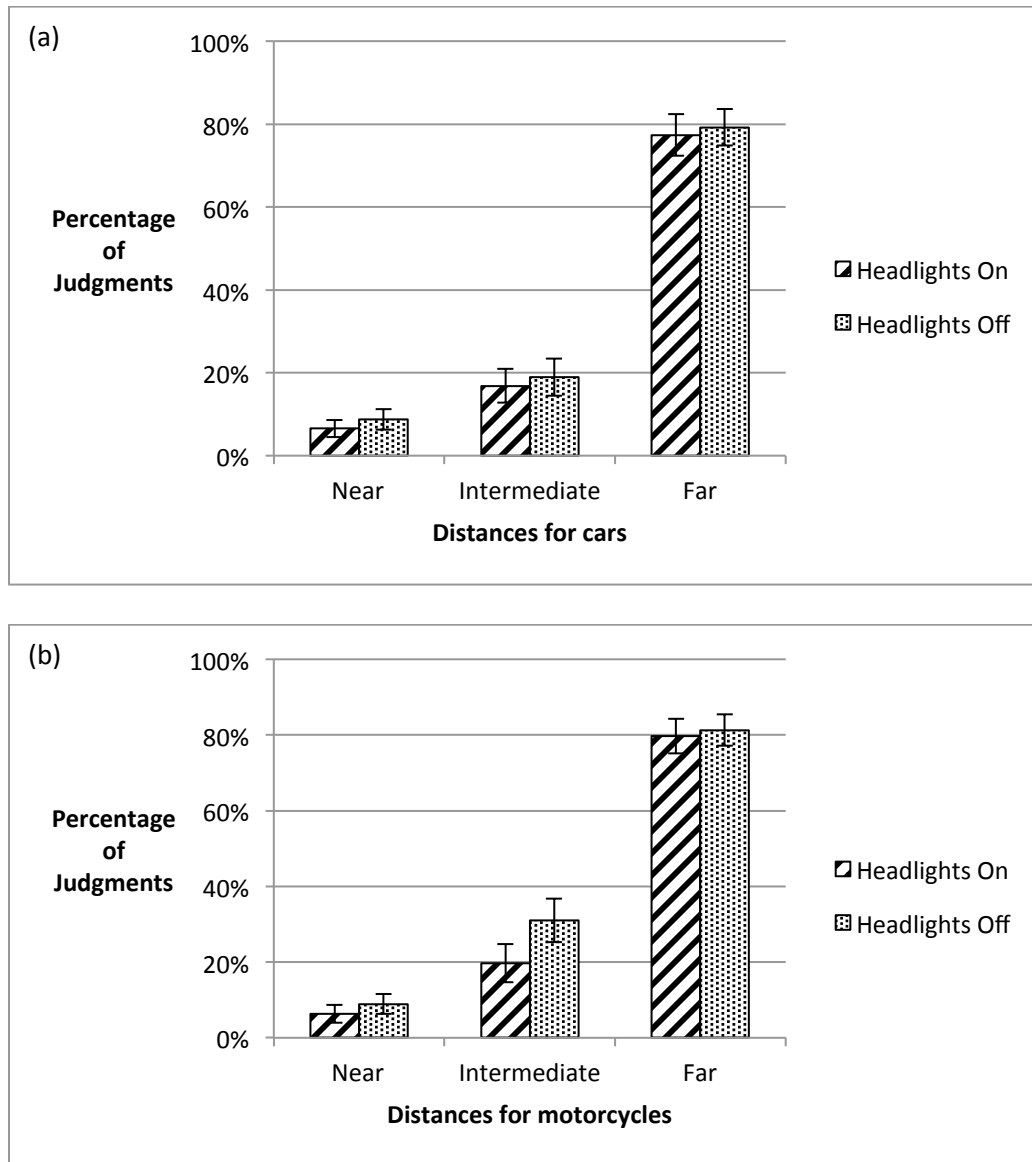 (a)
100%
80%
60%
40%
20%
0%
Percentage
of
Judgments
Near Intermediate Far
Distances for cars
Headlights On
Headlights Off
(b)
100%
80%
60%
40%
20%
0%
Percentage
of
Judgments
Near Intermediate Far
Distances for motorcycles
Headlights On
Headlights Off